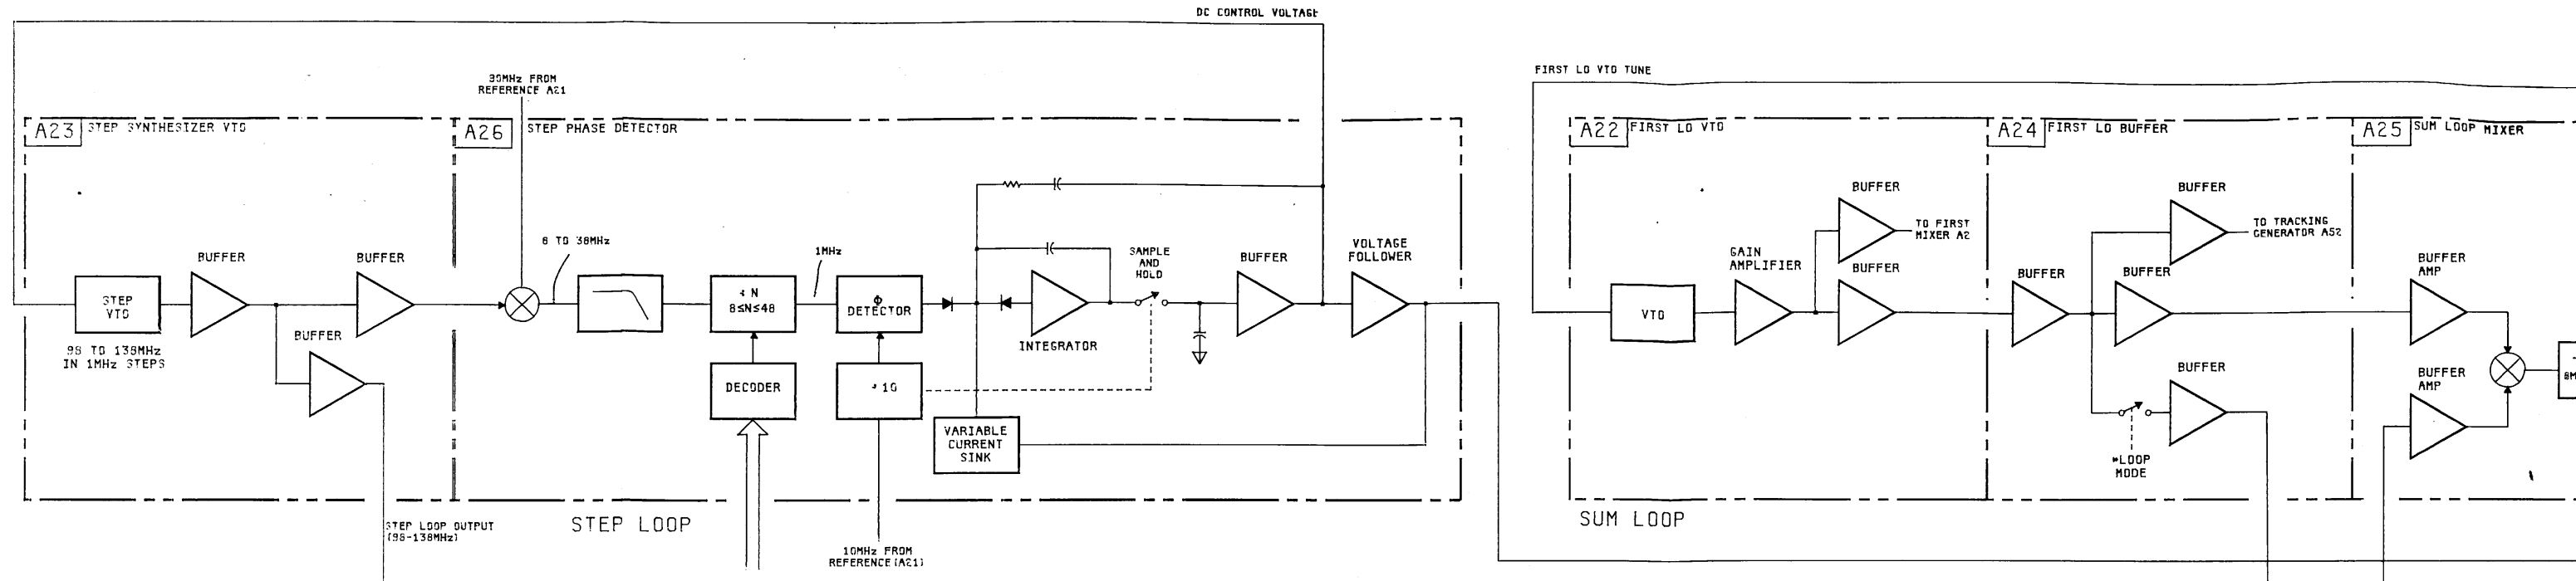 DC CONTROL VOLTAGE
FIRST LO VTO TUNE
90MHz FROM
REFERENCE A21
A23
STEP SYNTHESIZER VTO
A26
STEP PHASE DETECTOR
A22
FIRST LO VTO
A24
FIRST LO BUFFER
A25
SUM LOOP MIXER
STEP
VTO
98 TO 138MHz
IN 1MHz STEPS
BUFFER
BUFFER
BUFFER
8 TO 38MHz
÷ N
8≤N≤48
DECODER
1MHz
Φ
DETECTOR
÷ 10
INTEGRATOR
SAMPLE
AND
HOLD
BUFFER
VOLTAGE
FOLLOWER
VARIABLE
CURRENT
SINK
STEP LOOP OUTPUT
(98-138MHz)
STEP LOOP
10MHz FROM
REFERENCE(A21)
VTO
GAIN
AMPLIFIER
BUFFER
TO FIRST
MIXER A2
BUFFER
BUFFER
BUFFER
TO TRACKING
GENERATOR A52
BUFFER
BUFFER
*LOOP
MODE
BUFFER
AMP
BUFFER
AMP
SUM LOOP